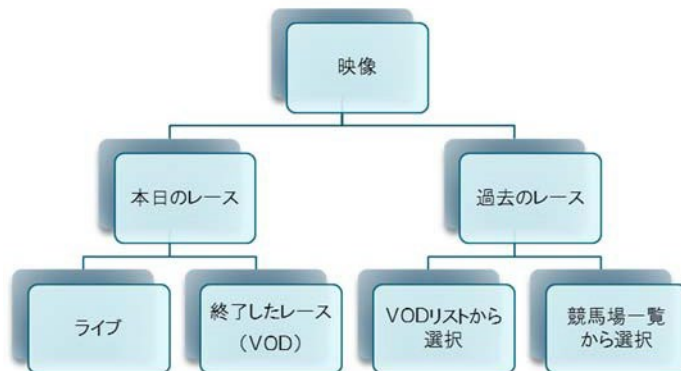 映像
本日のレース
過去のレース
ライブ
終了したレース
（VOD）
VODリストから
選択
競馬場一覧
から選択